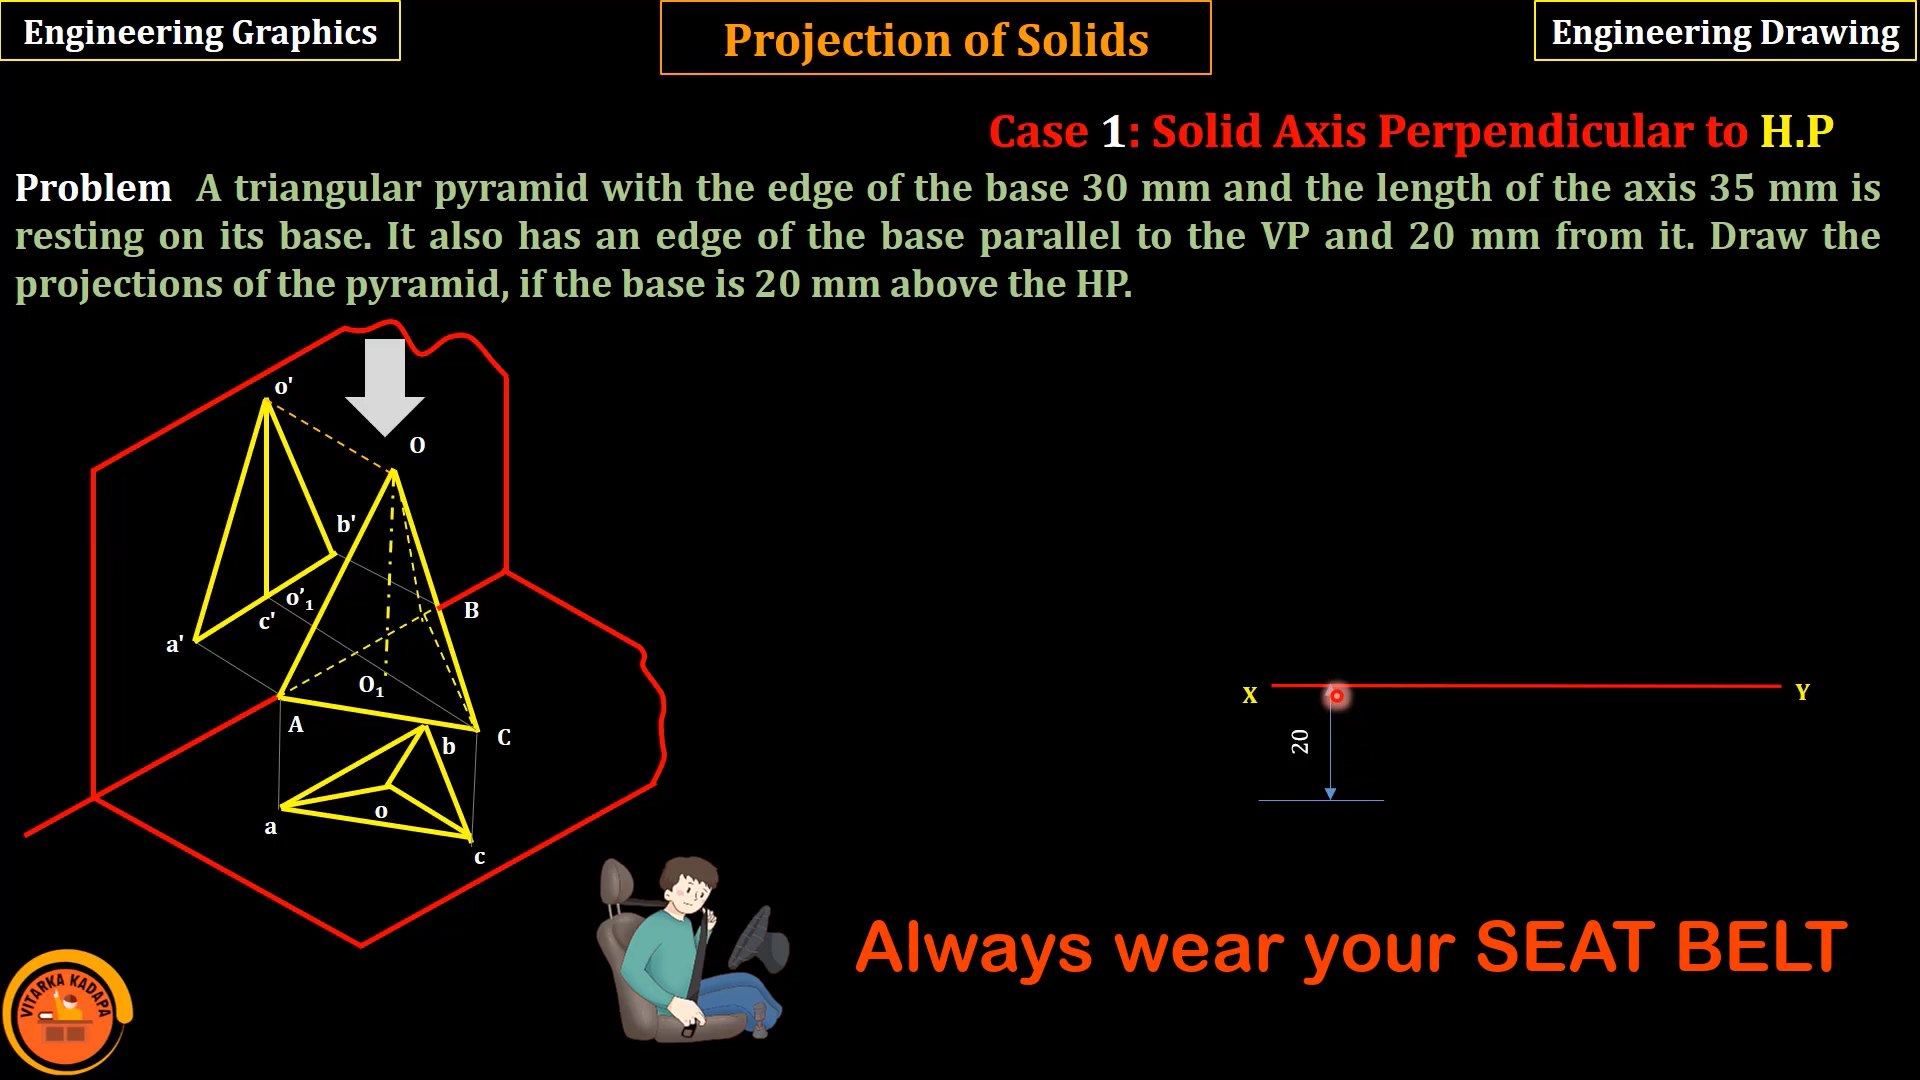 Engineering Graphics
Projection of Solids
Engineering Drawing
Case 1: Solid Axis Perpendicular to H.P
Problem A triangular pyramid with the edge of the base 30 mm and the length of the axis 35 mm is
resting on its base. It also has an edge of the base parallel to the VP and 20 mm from it. Draw the
projections of the pyramid, if the base is 20 mm above the HP.
o'
O
b'
o'₁
B
c'
a'
O₁
A
C
b
o
a
c
X
Y
20
Always wear your SEAT BELT
VITARKA KADAPA